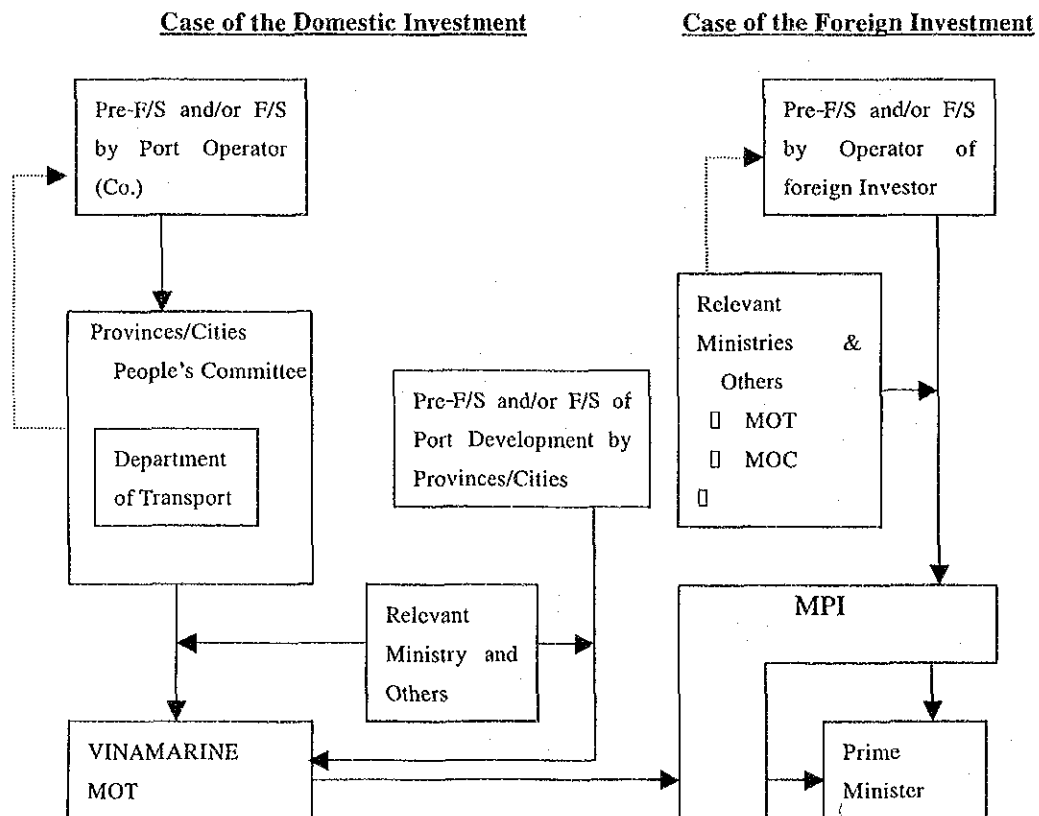 Case of the Domestic Investment
Case of the Foreign Investment
Pre-F/S and/or F/S
by Port Operator
(Co.)
Pre-F/S and/or F/S
by Operator of
foreign Investor
Provinces/Cities
People's Committee
Department
of Transport
Pre-F/S and/or F/S of
Port Development by
Provinces/Cities
Relevant
Ministries &
Others
▯ MOT
▯ MOC
▯
Relevant
Ministry and
Others
MPI
VINAMARINE
MOT
Prime
Minister